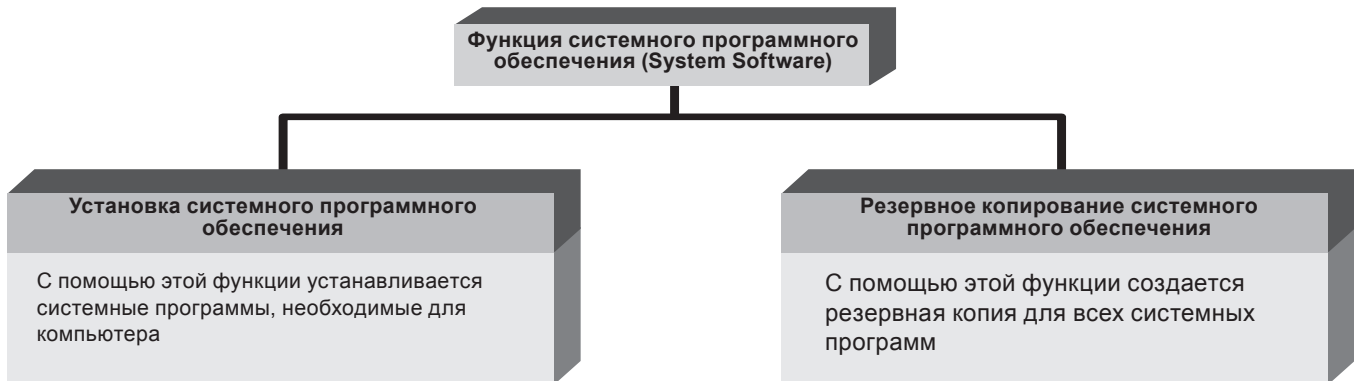 Функция системного программного
обеспечения (System Software)
Установка системного программного
обеспечения
С помощью этой функции устанавливается
системные программы, необходимые для
компьютера
Резервное копирование системного
программного обеспечения
С помощью этой функции создается
резервная копия для всех системных
программ